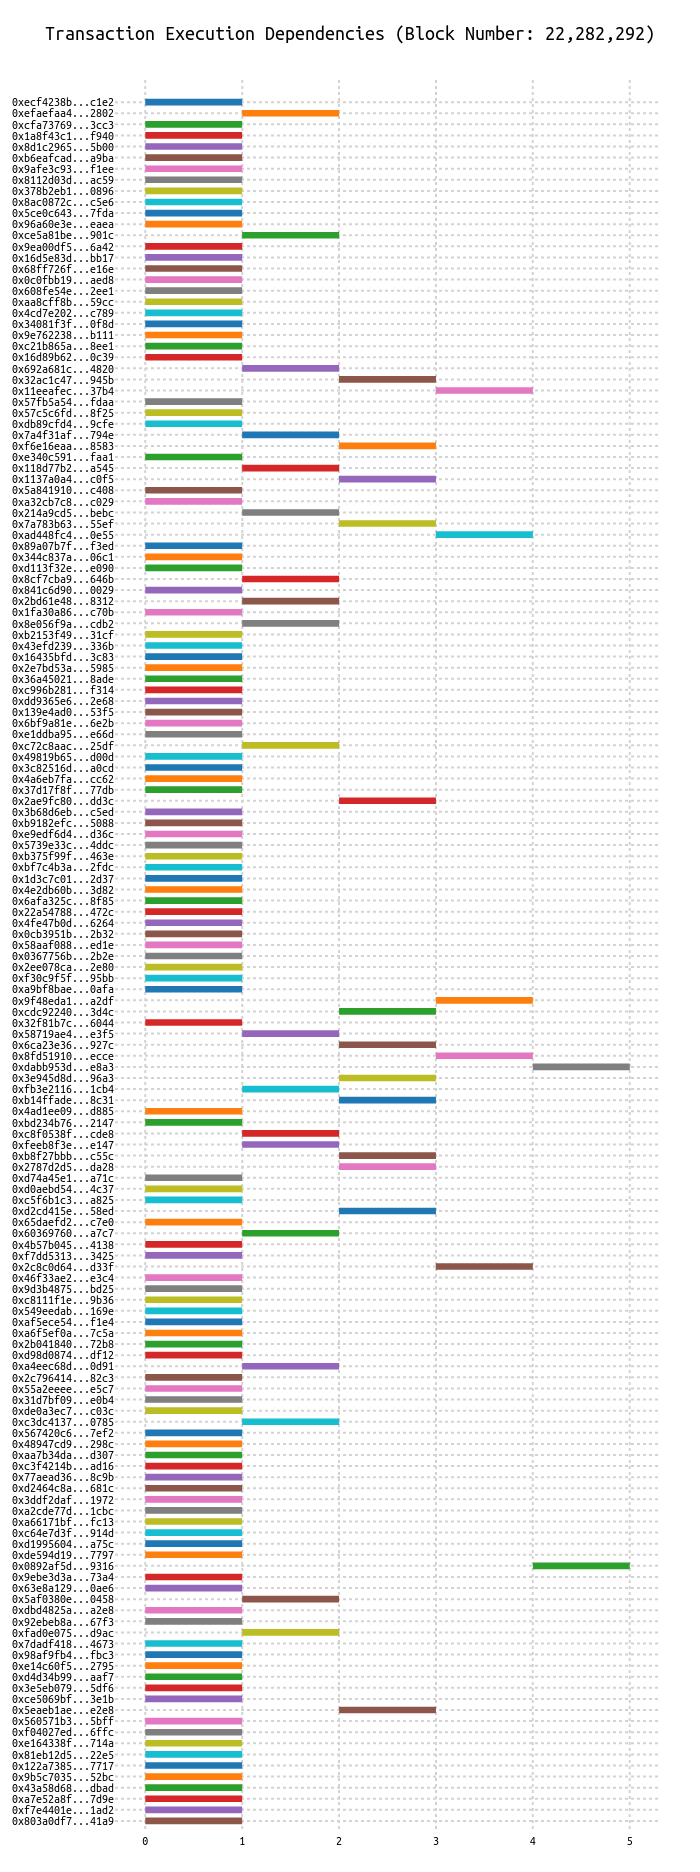 Transaction Execution Dependencies (Block Number: 22,282,292)
0xecf4238b...c1e2
0xefaefaa4...2802
0xcfa73769...3cc3
0x1a8f43c1...f940
0x8d1c2965...5b00
0xb6eafcad...a9ba
0x9afe3c93...f1ee
0x8112d03d...ac59
0x378b2eb1...0896
0x8ac0872c...c5e6
0x5ce0c643...7fda
0x96a60e3e...eaea
0xce5a81be...901c
0x9ea00df5...6a42
0x16d5e83d...bb17
0x68ff726f...e16e
0x0c0fbb19...aed8
0x608fe54e...2ee1
0xaa8cff8b...59cc
0x4cd7e202...c789
0x34081f3f...0f8d
0x9e762238...b111
0xc21b865a...8ee1
0x16d89b62...0c39
0x692a681c...4820
0x32ac1c47...945b
0x11eeafec...37b4
0x57fb5a54...fdaa
0x57c5c6fd...8f25
0xdb89cfd4...9cfe
0x7a4f31af...794e
0xf6e16eaa...8583
0xe340c591...faa1
0x118d77b2...a545
0x1137a0a4...c0f5
0x5a841910...c408
0xa32cb7c8...c029
0x214a9cd5...bebc
0x7a783b63...55ef
0xad448fc4...0e55
0x89a07b7f...f3ed
0x344c837a...06c1
0xd113f32e...e090
0x8cf7cba9...646b
0x841c6d90...0029
0x2bd61e48...8312
0x1fa30a86...c70b
0x8e056f9a...cdb2
0xb2153f49...31cf
0x43efd239...336b
0x16435bfd...3c83
0x2e7bd53a...5985
0x36a45021...8ade
0xc996b281...f314
0xdd9365e6...2e68
0x139e4ad0...53f5
0x6bf9a81e...6e2b
0xe1ddba95...e66d
0xc72c8aac...25df
0x49819b65...d00d
0x3c82516d...a0cd
0x4a6eb7fa...cc62
0x37d17f8f...77db
0x2ae9fc80...dd3c
0x3b68d6eb...c5ed
0xb9182efc...5088
0xe9edf6d4...d36c
0x5739e33c...4ddc
0xb375f99f...463e
0xbf7c4b3a...2fdc
0x1d3c7c01...2d37
0x4e2db60b...3d82
0x6afa325c...8f85
0x22a54788...472c
0x4fe47b0d...6264
0x0cb3951b...2b32
0x58aaf088...ed1e
0x0367756b...2b2e
0x2ee078ca...2e80
0xf30c9f5f...95bb
0xa9bf8bae...0afa
0x9f48eda1...a2df
0xcdc92240...3d4c
0x32f81b7c...6044
0x58719ae4...e3f5
0x6ca23e36...927c
0x8fd51910...ecce
0xdabb953d...e8a3
0x3e945d8d...96a3
0xfb3e2116...1cb4
0xb14ffade...8c31
0x4ad1ee09...d885
0xbd234b76...2147
0xc8f0538f...cde8
0xfeeb8f3e...e147
0xb8f27bbb...c55c
0x2787d2d5...da28
0xd74a45e1...a71c
0xd0aebd54...4c37
0xc5f6b1c3...a825
0xd2cd415e...58ed
0x65daefd2...c7e0
0x60369760...a7c7
0x4b57b045...4138
0xf7dd5313...3425
0x2c8c0d64...d33f
0x46f33ae2...e3c4
0x9d3b4875...bd25
0xc8111f1e...9b36
0x549eedab...169e
0xaf5ece54...f1e4
0xa6f5ef0a...7c5a
0x2b041840...72b8
0xd98d0874...df12
0xa4eec68d...0d91
0x2c796414...82c3
0x55a2eeee...e5c7
0x31d7bf09...e0b4
0xde0a3ec7...c03c
0xc3dc4137...0785
0x567420c6...7ef2
0x48947cd9...298c
0xaa7b34da...d307
0xc3f4214b...ad16
0x77aead36...8c9b
0xd2464c8a...681c
0x3ddf2daf...1972
0xa2cde77d...1cbc
0xa66171bf...fc13
0xc64e7d3f...914d
0xd1995604...a75c
0xde594d19...7797
0x0892af5d...9316
0x9ebe3d3a...73a4
0x63e8a129...0ae6
0x5af0380e...0458
0xdbd4825a...a2e8
0x92ebeb8a...67f3
0xfad0e075...d9ac
0x7dadf418...4673
0x98af9fb4...fbc3
0xe14c60f5...2795
0xd4d34b99...aaf7
0x3e5eb079...5df6
0xce5069bf...3e1b
0x5eaeb1ae...e2e8
0x560571b3...5bff
0xf04027ed...6ffc
0xe164338f...714a
0x81eb12d5...22e5
0x122a7385...7717
0x9b5c7035...52bc
0x43a58d68...dbad
0xa7e52a8f...7d9e
0xf7e4401e...1ad2
0x803a0df7...41a9
0 1 2 3 4 5